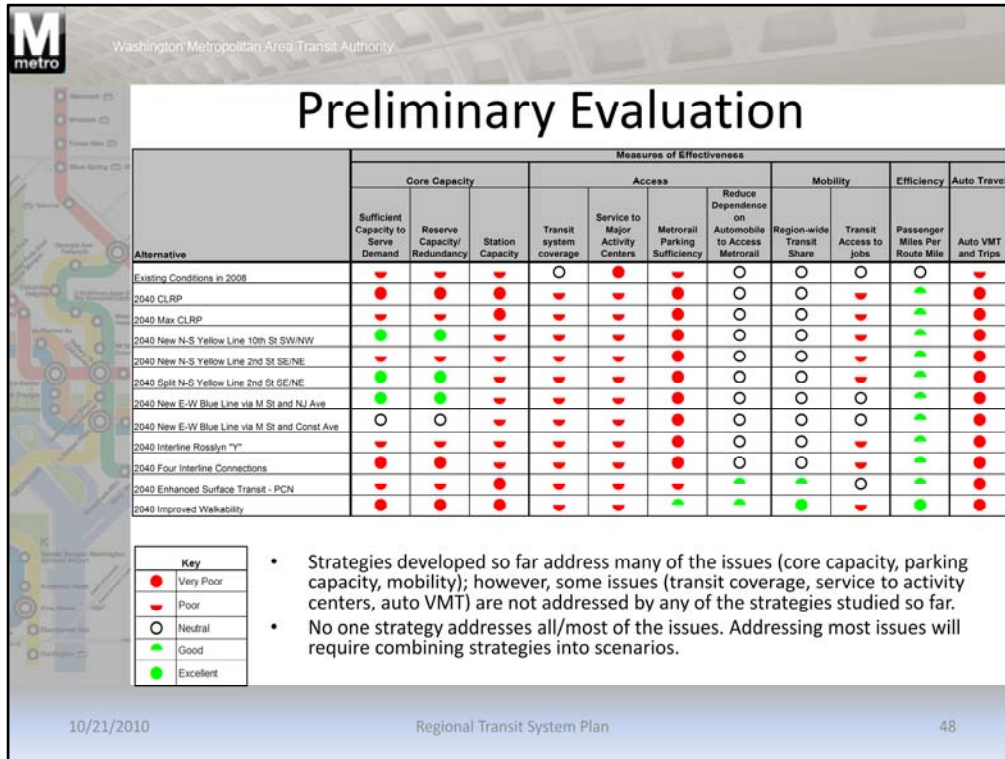 M
metro
Washington Metropolitan Area Transit Authority
Preliminary Evaluation
Measures of Effectiveness
Core Capacity
Access
Mobility
Efficiency
Auto Travel
Alternative
Sufficient Capacity to Serve Demand
Reserve Capacity/ Redundancy
Station Capacity
Transit system coverage
Service to Major Activity Centers
Metrorail Parking Sufficiency
Reduce Dependence on Automobile to Access Metrorail
Region-wide Transit Share
Transit Access to jobs
Passenger Miles Per Route Mile
Auto VMT and Trips
Existing Conditions in 2008
2040 CLRP
2040 Max CLRP
2040 New N-S Yellow Line 10th St SW/NW
2040 New N-S Yellow Line 2nd St SE/NE
2040 Split N-S Yellow Line 2nd St SE/NE
2040 New E-W Blue Line via M St and NJ Ave
2040 New E-W Blue Line via M St and Const Ave
2040 Interline Rosslyn "Y"
2040 Four Interline Connections
2040 Enhanced Surface Transit - PCN
2040 Improved Walkability
Key
Very Poor
Poor
Neutral
Good
Excellent
• Strategies developed so far address many of the issues (core capacity, parking
capacity, mobility); however, some issues (transit coverage, service to activity
centers, auto VMT) are not addressed by any of the strategies studied so far.
• No one strategy addresses all/most of the issues. Addressing most issues will
require combining strategies into scenarios.
10/21/2010
Regional Transit System Plan
48